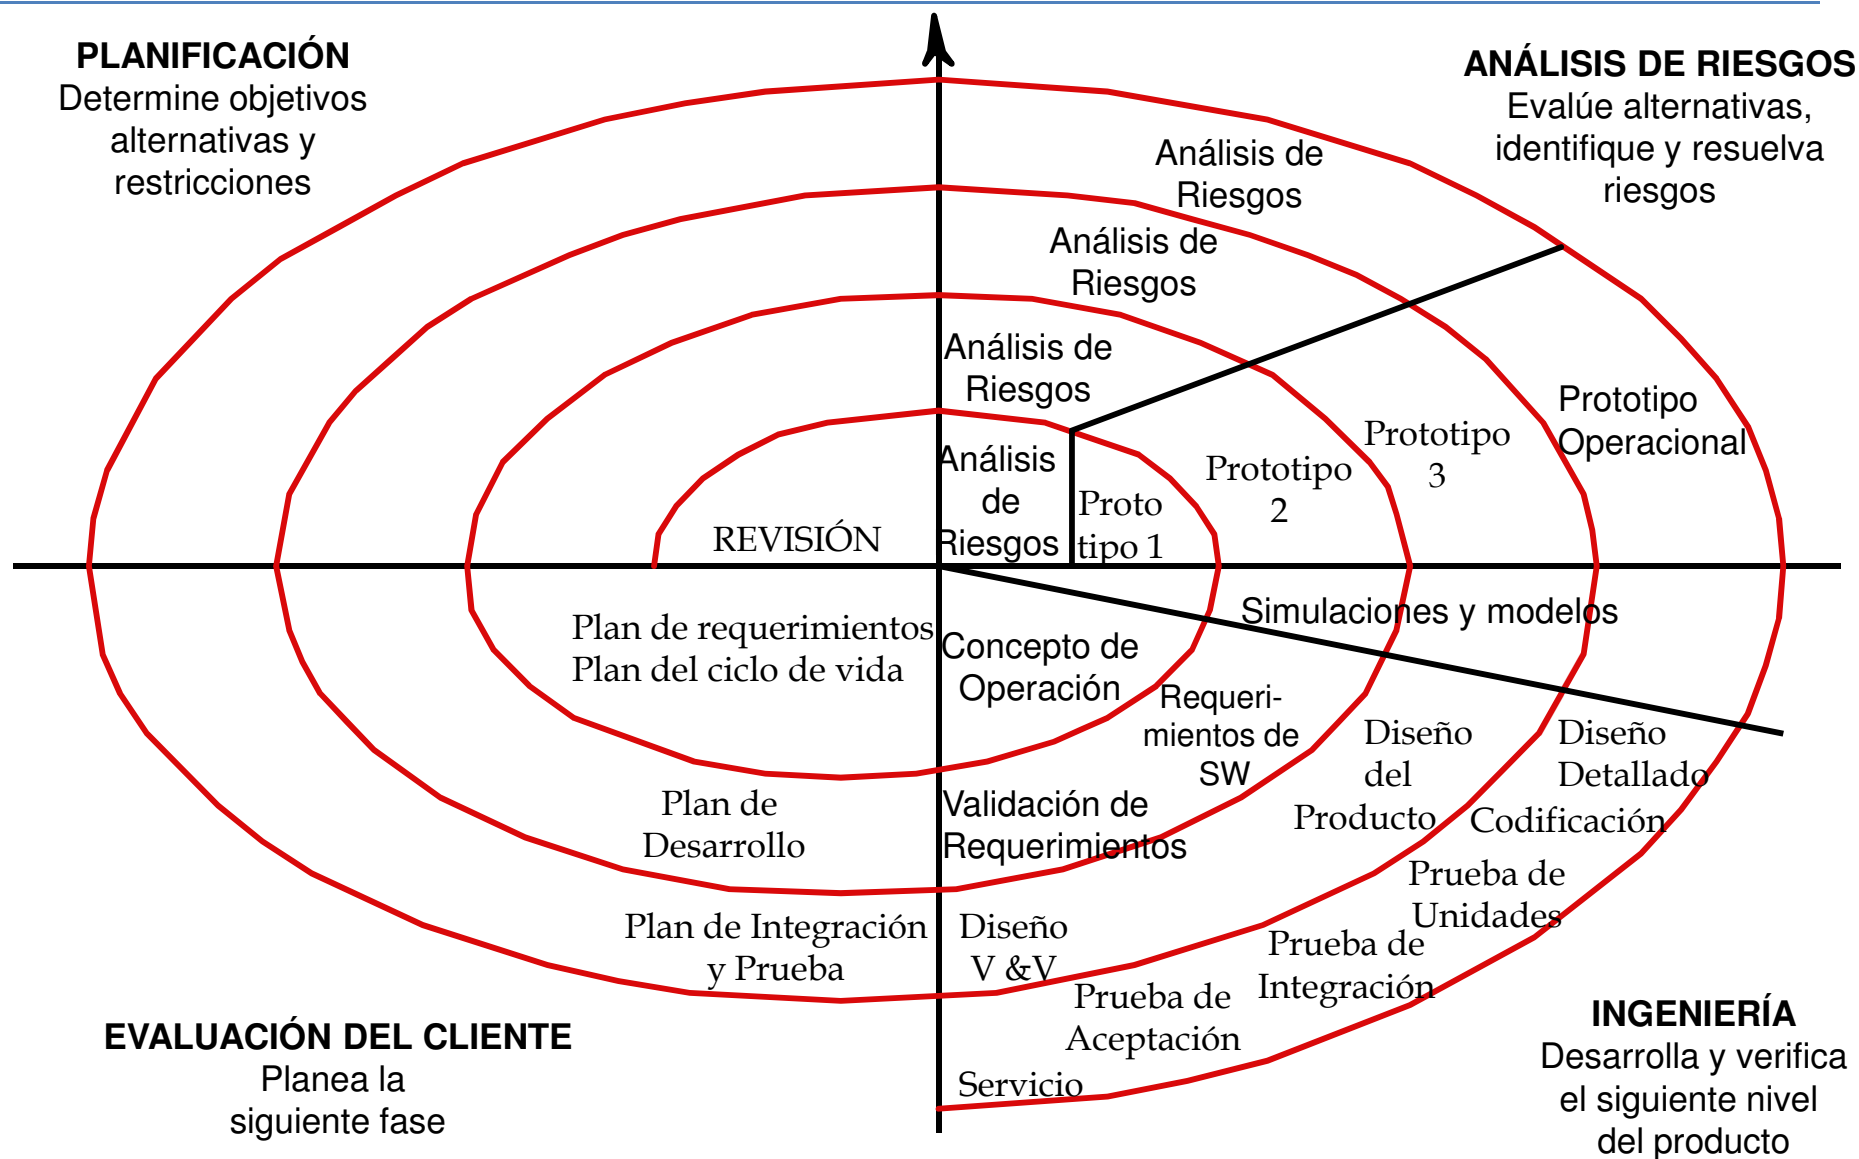 PLANIFICACIÓN
Determine objetivos
alternativas y
restricciones
ANÁLISIS DE RIESGOS
Evalúe alternativas,
identifique y resuelva
riesgos
Análisis de
Riesgos
Análisis de
Riesgos
Análisis de
Riesgos
Análisis
de
Riesgos
Proto
tipo 1
Prototipo
2
Prototipo
3
Prototipo
Operacional
REVISIÓN
Simulaciones y modelos
Plan de requerimientos
Plan del ciclo de vida
Concepto de
Operación
Requeri-
mientos de
SW
Diseño
del
Producto
Diseño
Detallado
Codificación
Plan de
Desarrollo
Validación de
Requerimientos
Prueba de
Unidades
Plan de Integración
y Prueba
Diseño
V &V
Prueba de
Integración
Prueba de
Aceptación
Servicio
EVALUACIÓN DEL CLIENTE
Planea la
siguiente fase
INGENIERÍA
Desarrolla y verifica
el siguiente nivel
del producto